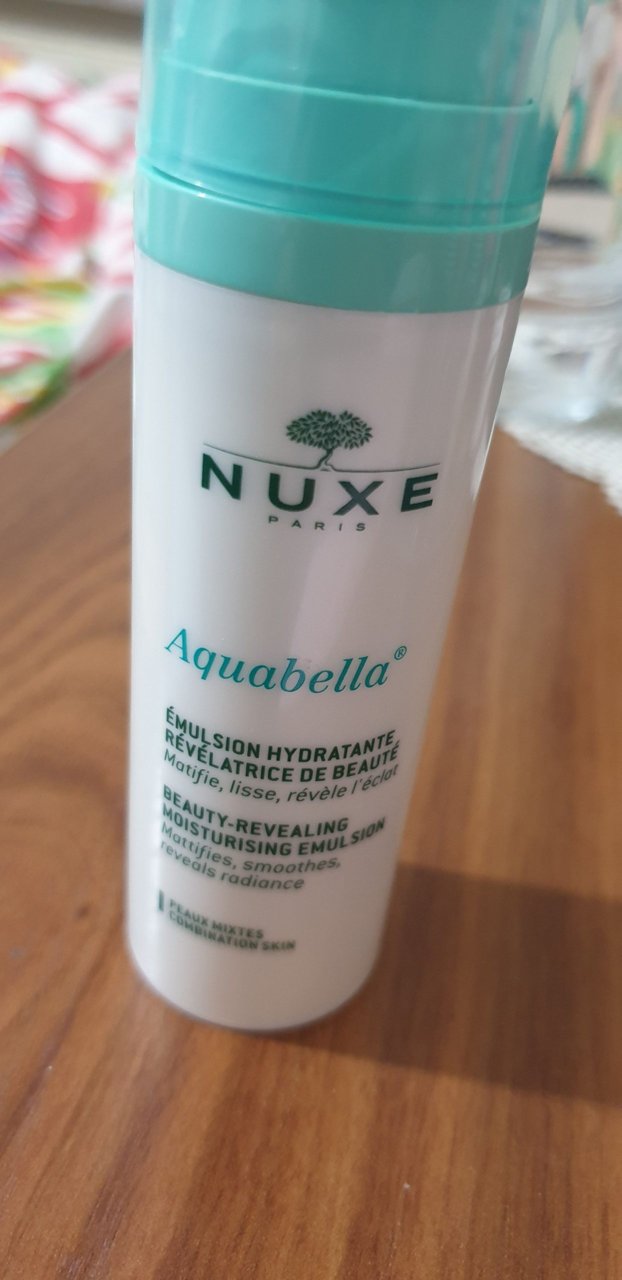 NUXE
PARIS
Aquabella®
ÉMULSION HYDRATANTE
RÉVÉLATRICE DE BEAUTÉ
Matifie, lisse, révèle l'éclat
BEAUTY-REVEALING
MOISTURISING EMULSION
Mattifies, smoothes,
reveals radiance
PEAUX MIXTES
COMBINATION SKIN